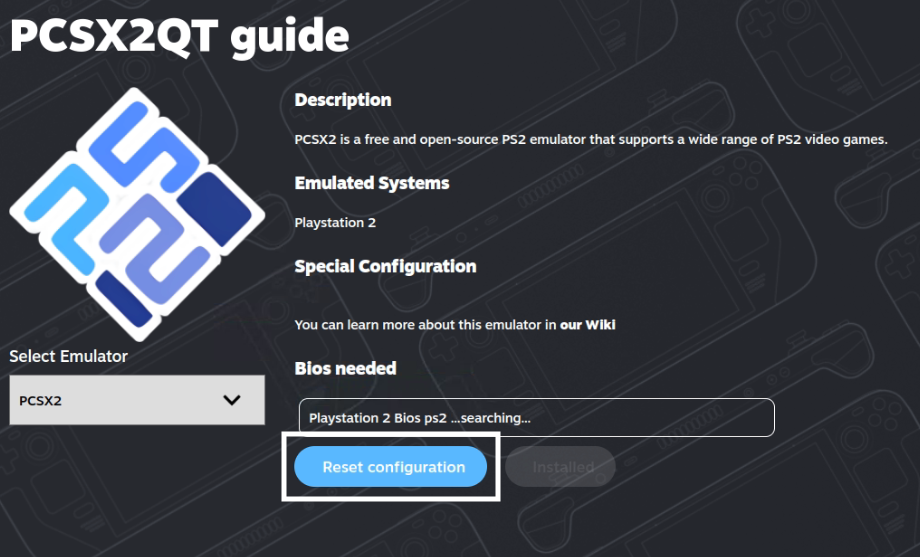 PCSX2QT guide
Description
PCSX2 is a free and open-source PS2 emulator that supports a wide range of PS2 video games.
Emulated Systems
Playstation 2
Special Configuration
You can learn more about this emulator in our Wiki
Select Emulator
PCSX2
Bios needed
Playstation 2 Bios ps2 ...searching...
Reset configuration
Installed